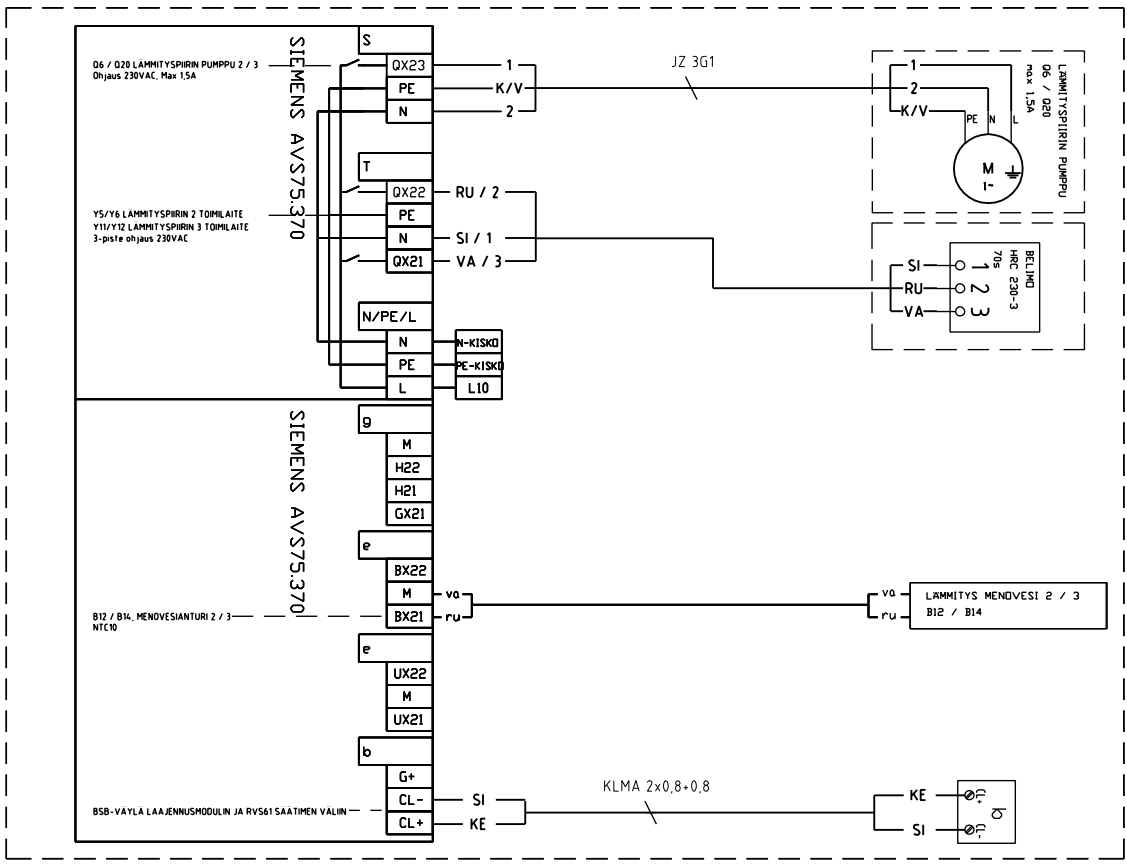 S
Q6 / Q20 LÄMMITYSPIIRIN PUMPPU 2 / 3
Ohjaus 230VAC, Max 1,5A
SIEMENS AVS75.370
QX23
PE
N
1
K/V
2
JZ 3G1
1
2
K/V
PE
N
L
M
1~
LÄMMITYSPIIRIN PUMPPU
Q6 / Q20
max 1,5A
T
QX22
PE
N
QX21
RU / 2
SI / 1
VA / 3
Y5/Y6 LÄMMITYSPIIRIN 2 TOIMILAITE
Y11/Y12 LÄMMITYSPIIRIN 3 TOIMILAITE
3-piste ohjaus 230VAC
SI
RU
VA
1
2
3
BELIMO
HRC 230-3
70s
N/PE/L
N
PE
L
N-KISKO
PE-KISKO
L10
SIEMENS AVS75.370
g
M
H22
H21
GX21
e
BX22
M
BX21
va
ru
B12 / B14, MENOVESIANTURI 2 / 3
NTC10
va
ru
LÄMMITYS MENOVESI 2 / 3
B12 / B14
e
UX22
M
UX21
b
G+
CL-
CL+
SI
KE
BSB-VÄYLÄ LAAJENNUSMODULIN JA RVS61 SÄÄTIMEN VÄLIIN
KLMA 2x0,8+0,8
KE
SI
CL+
CL-
b